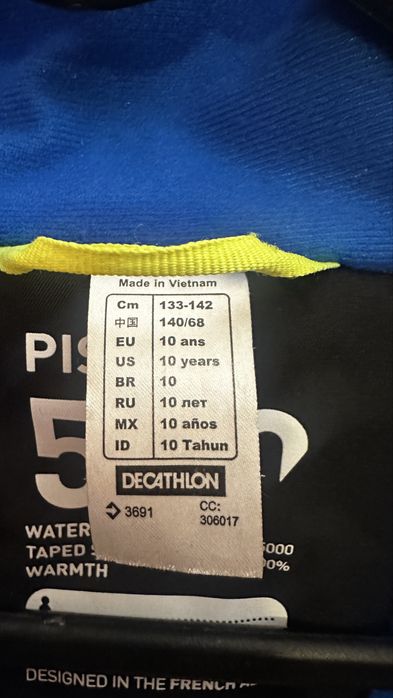 Made in Vietnam
Cm 133-142
中国 140/68
EU 10 ans
US 10 years
BR 10
RU 10 лет
MX 10 años
ID 10 Tahun
DECATHLON
3691 CC: 306017
WATER
TAPED
WARMTH
DESIGNED IN THE FRENCH